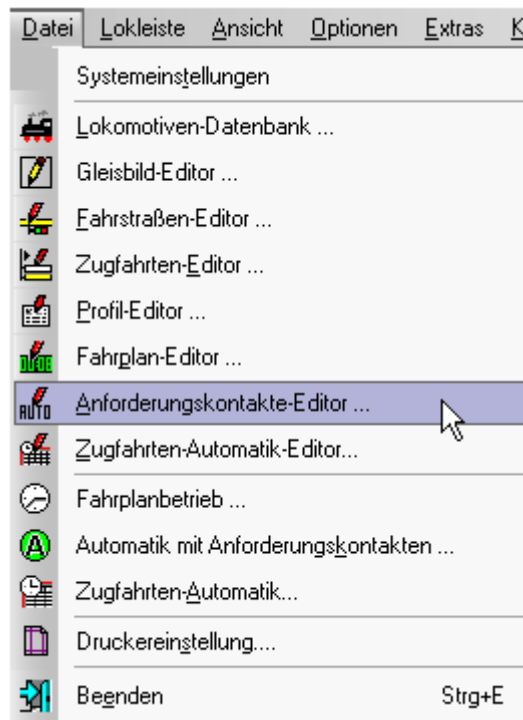 Datei Lokleiste Ansicht Optionen Extras K
Systemeinstellungen
Lokomotiven-Datenbank ...
Gleisbild-Editor ...
Fahrstraßen-Editor ...
Zugfahrten-Editor ...
Profil-Editor ...
Fahrplan-Editor ...
AUTO Anforderungskontakte-Editor ...
Zugfahrten-Automatik-Editor...
Fahrplanbetrieb ...
A Automatik mit Anforderungskontakten ...
Zugfahrten-Automatik...
Druckereinstellung....
Beenden Strg+E